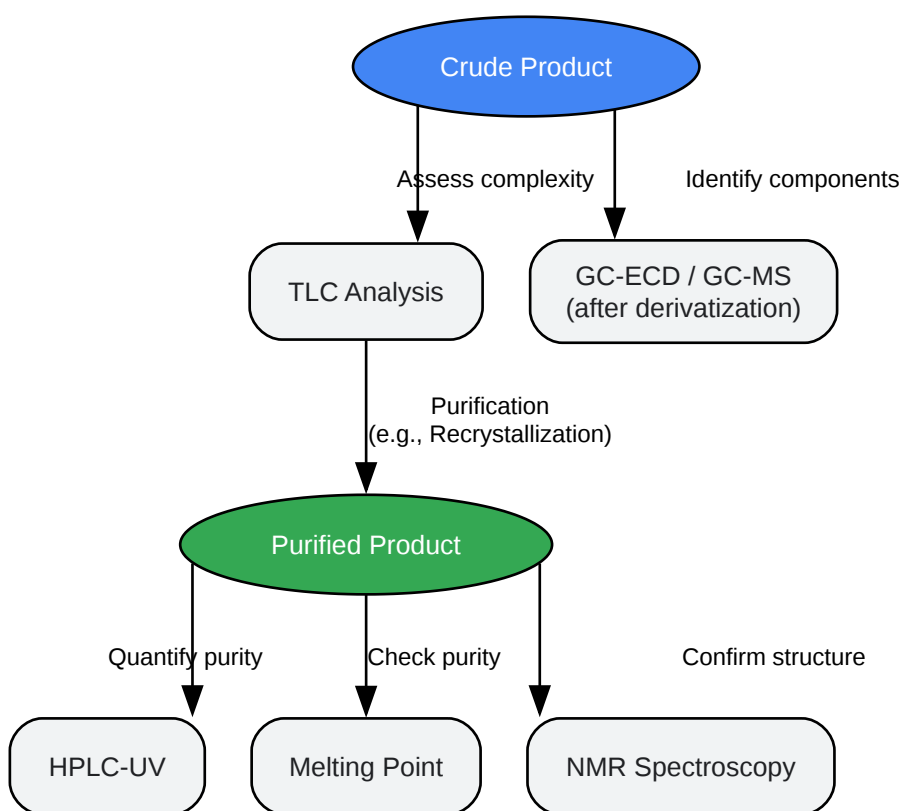 Crude Product
Assess complexity
Identify components
TLC Analysis
GC-ECD / GC-MS
(after derivatization)
Purification
(e.g., Recrystallization)
Purified Product
Quantify purity
Check purity
Confirm structure
HPLC-UV
Melting Point
NMR Spectroscopy